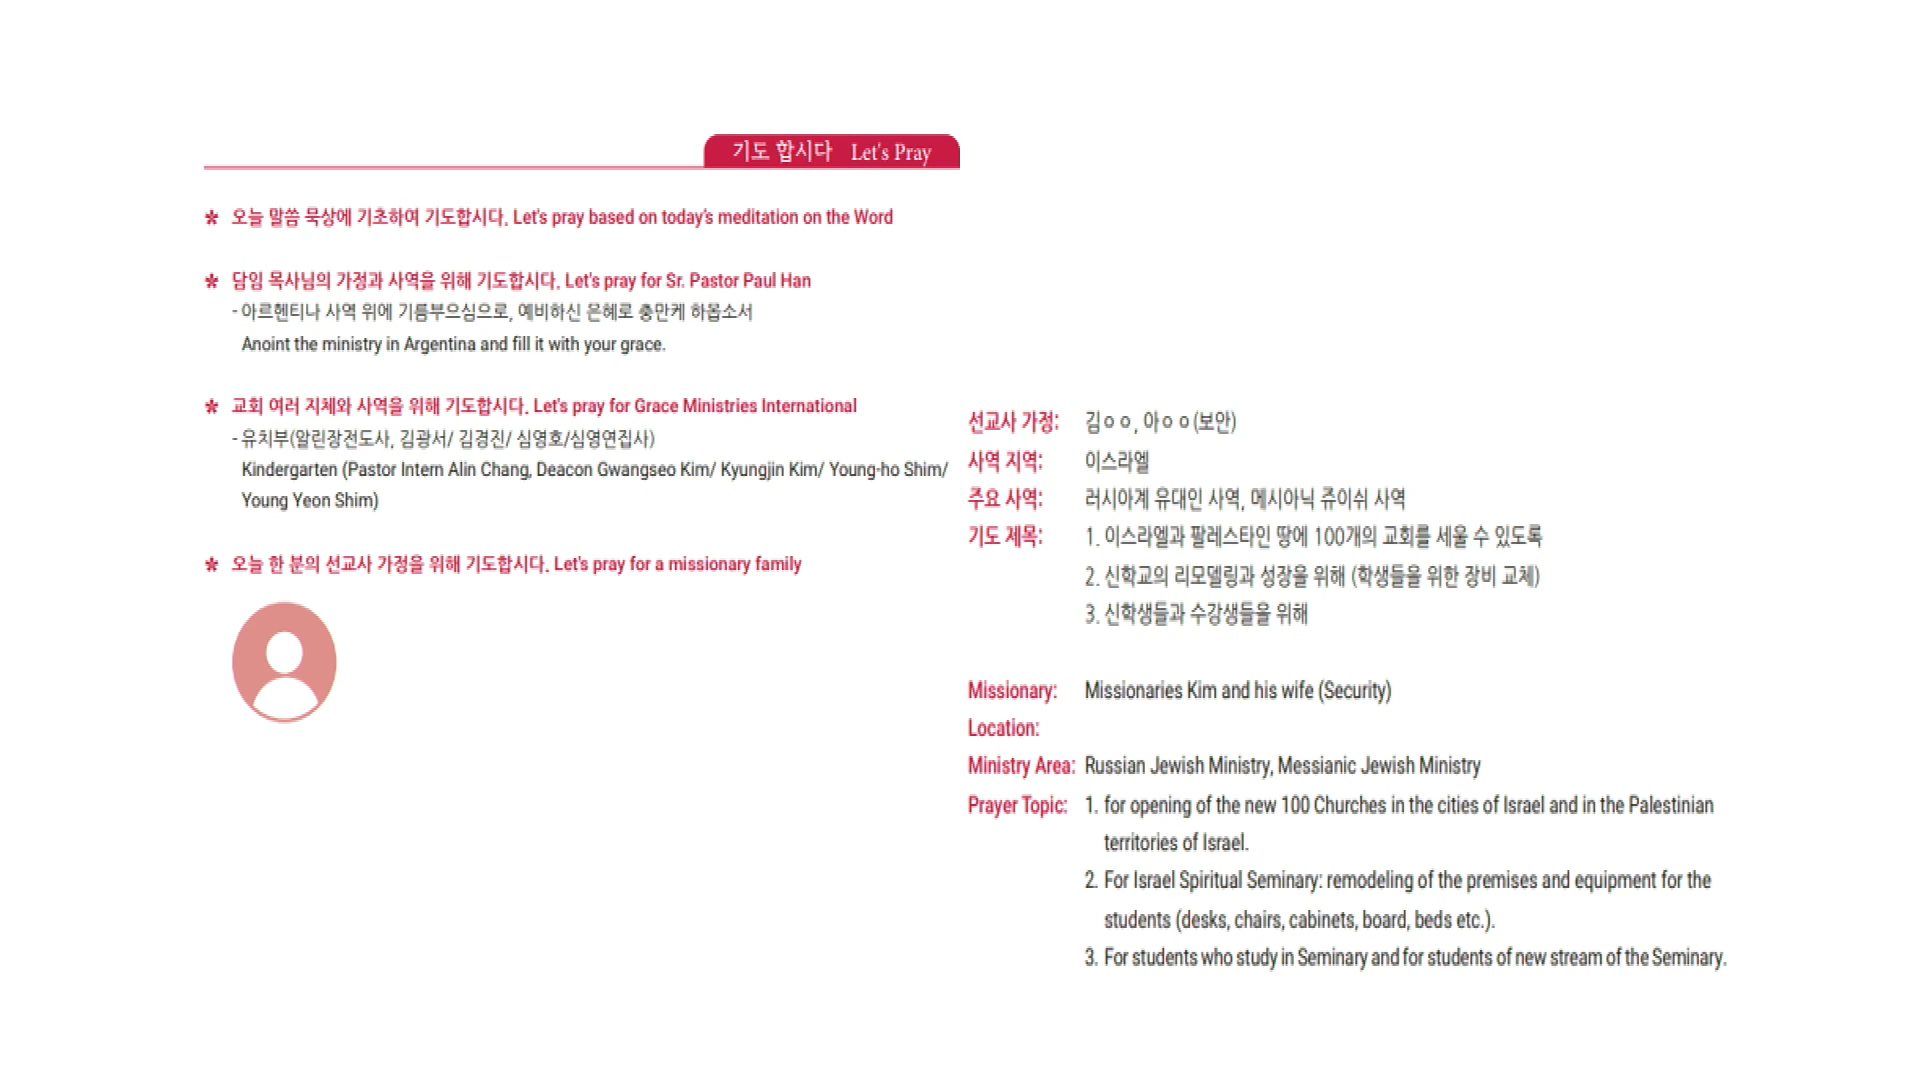 기도 합시다 Let's Pray
* 오늘 말씀 묵상에 기초하여 기도합시다. Let's pray based on today's meditation on the Word
* 담임 목사님의 가정과 사역을 위해 기도합시다. Let's pray for Sr. Pastor Paul Han
- 아르헨티나 사역 위에 기름부으심으로, 예비하신 은혜로 충만케 하옵소서
Anoint the ministry in Argentina and fill it with your grace.
* 교회 여러 지체와 사역을 위해 기도합시다. Let's pray for Grace Ministries International
- 유치부(알린장전도사, 김광서/ 김경진/ 심영호/심영연집사)
Kindergarten (Pastor Intern Alin Chang, Deacon Gwangseo Kim/ Kyungjin Kim/ Young-ho Shim/
Young Yeon Shim)
* 오늘 한 분의 선교사 가정을 위해 기도합시다. Let's pray for a missionary family
선교사 가정: 김ㅇㅇ, 아ㅇㅇ(보안)
사역 지역: 이스라엘
주요 사역: 러시아계 유대인 사역, 메시아닉 쥬이쉬 사역
기도 제목: 1. 이스라엘과 팔레스타인 땅에 100개의 교회를 세울 수 있도록
2. 신학교의 리모델링과 성장을 위해 (학생들을 위한 장비 교체)
3. 신학생들과 수강생들을 위해
Missionary: Missionaries Kim and his wife (Security)
Location:
Ministry Area: Russian Jewish Ministry, Messianic Jewish Ministry
Prayer Topic: 1. for opening of the new 100 Churches in the cities of Israel and in the Palestinian
territories of Israel.
2. For Israel Spiritual Seminary: remodeling of the premises and equipment for the
students (desks, chairs, cabinets, board, beds etc.).
3. For students who study in Seminary and for students of new stream of the Seminary.